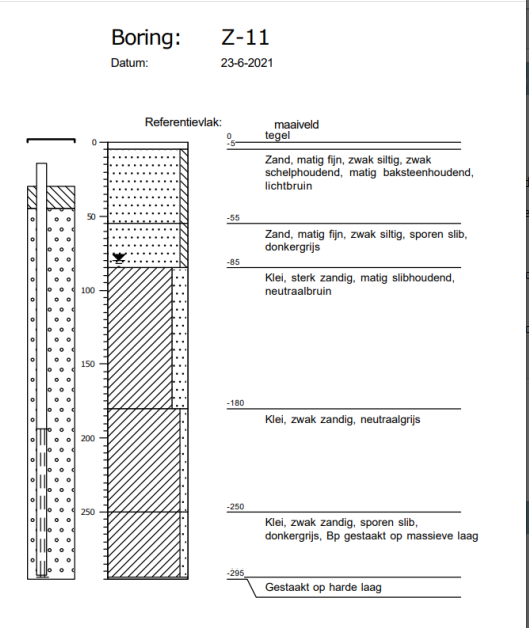 Boring: Z-11
Datum: 23-6-2021
Referentievlak: maaiveld
0
tegel
-5
Zand, matig fijn, zwak siltig, zwak
schelphoudend, matig baksteenhoudend,
lichtbruin
-55
Zand, matig fijn, zwak siltig, sporen slib,
donkergrijs
-85
Klei, sterk zandig, matig slibhoudend,
neutraalbruin
-180
Klei, zwak zandig, neutraalgrijs
-250
Klei, zwak zandig, sporen slib,
donkergrijs, Bp gestaakt op massieve laag
-295
Gestaakt op harde laag
0
50
100
150
200
250